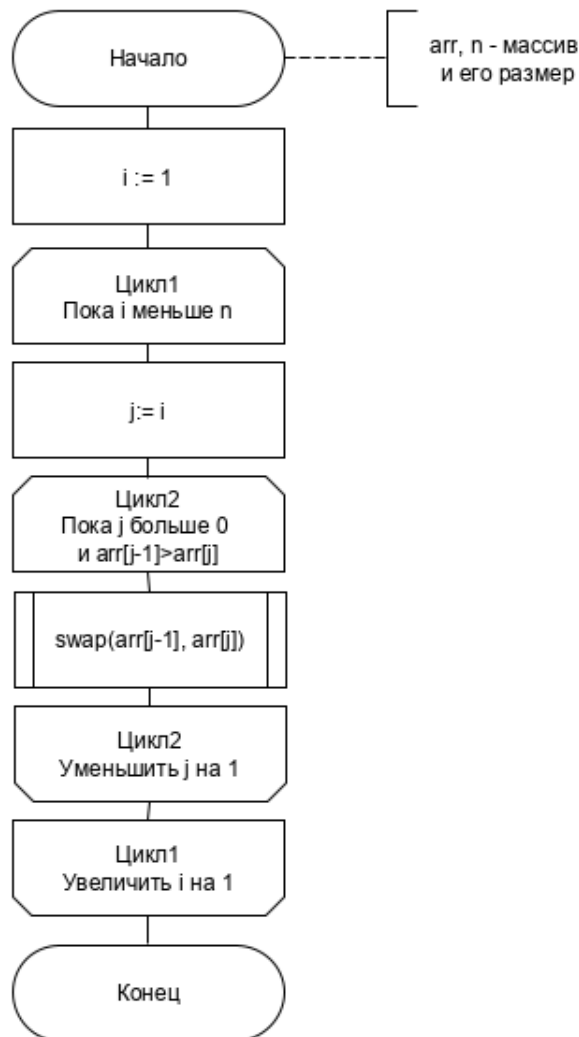 Начало
arr, n - массив
и его размер
i := 1
Цикл1
Пока i меньше n
j:= i
Цикл2
Пока j больше 0
и arr[j-1]>arr[j]
swap(arr[j-1], arr[j])
Цикл2
Уменьшить j на 1
Цикл1
Увеличить i на 1
Конец